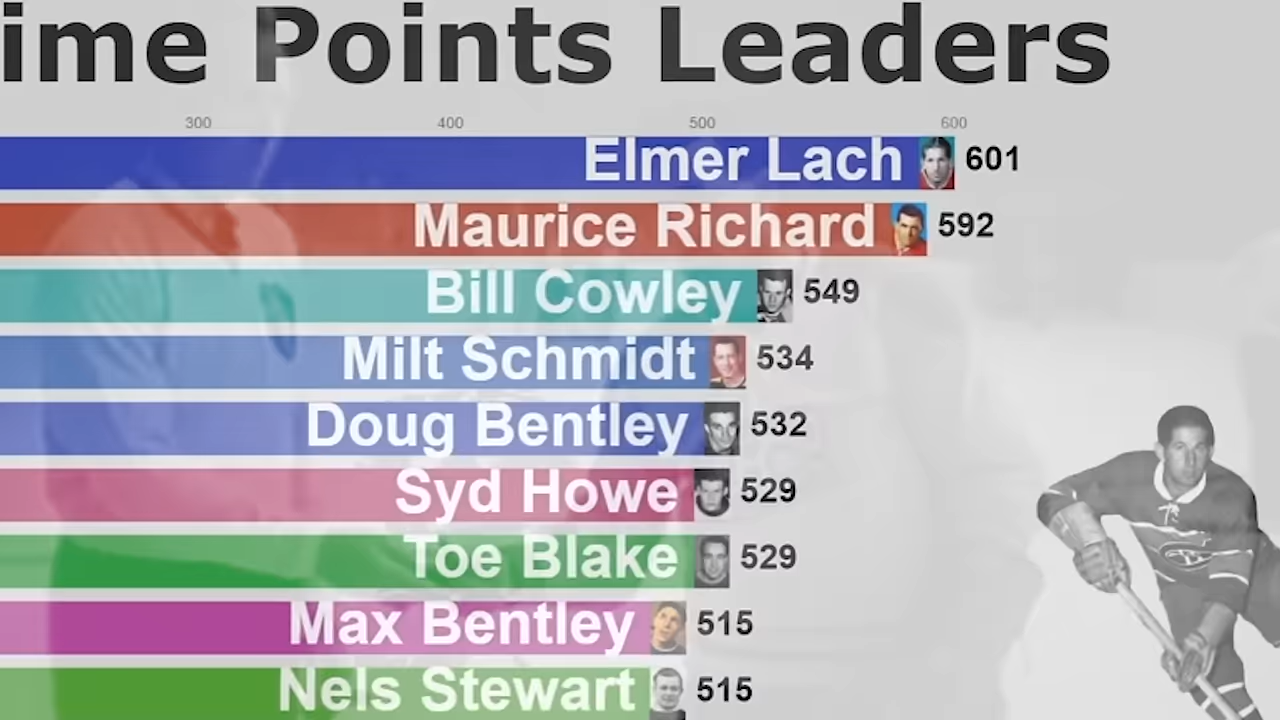 ime Points Leaders
300 400 500 600
Elmer Lach 601
Maurice Richard 592
Bill Cowley 549
Milt Schmidt 534
Doug Bentley 532
Syd Howe 529
Toe Blake 529
Max Bentley 515
Nels Stewart 515